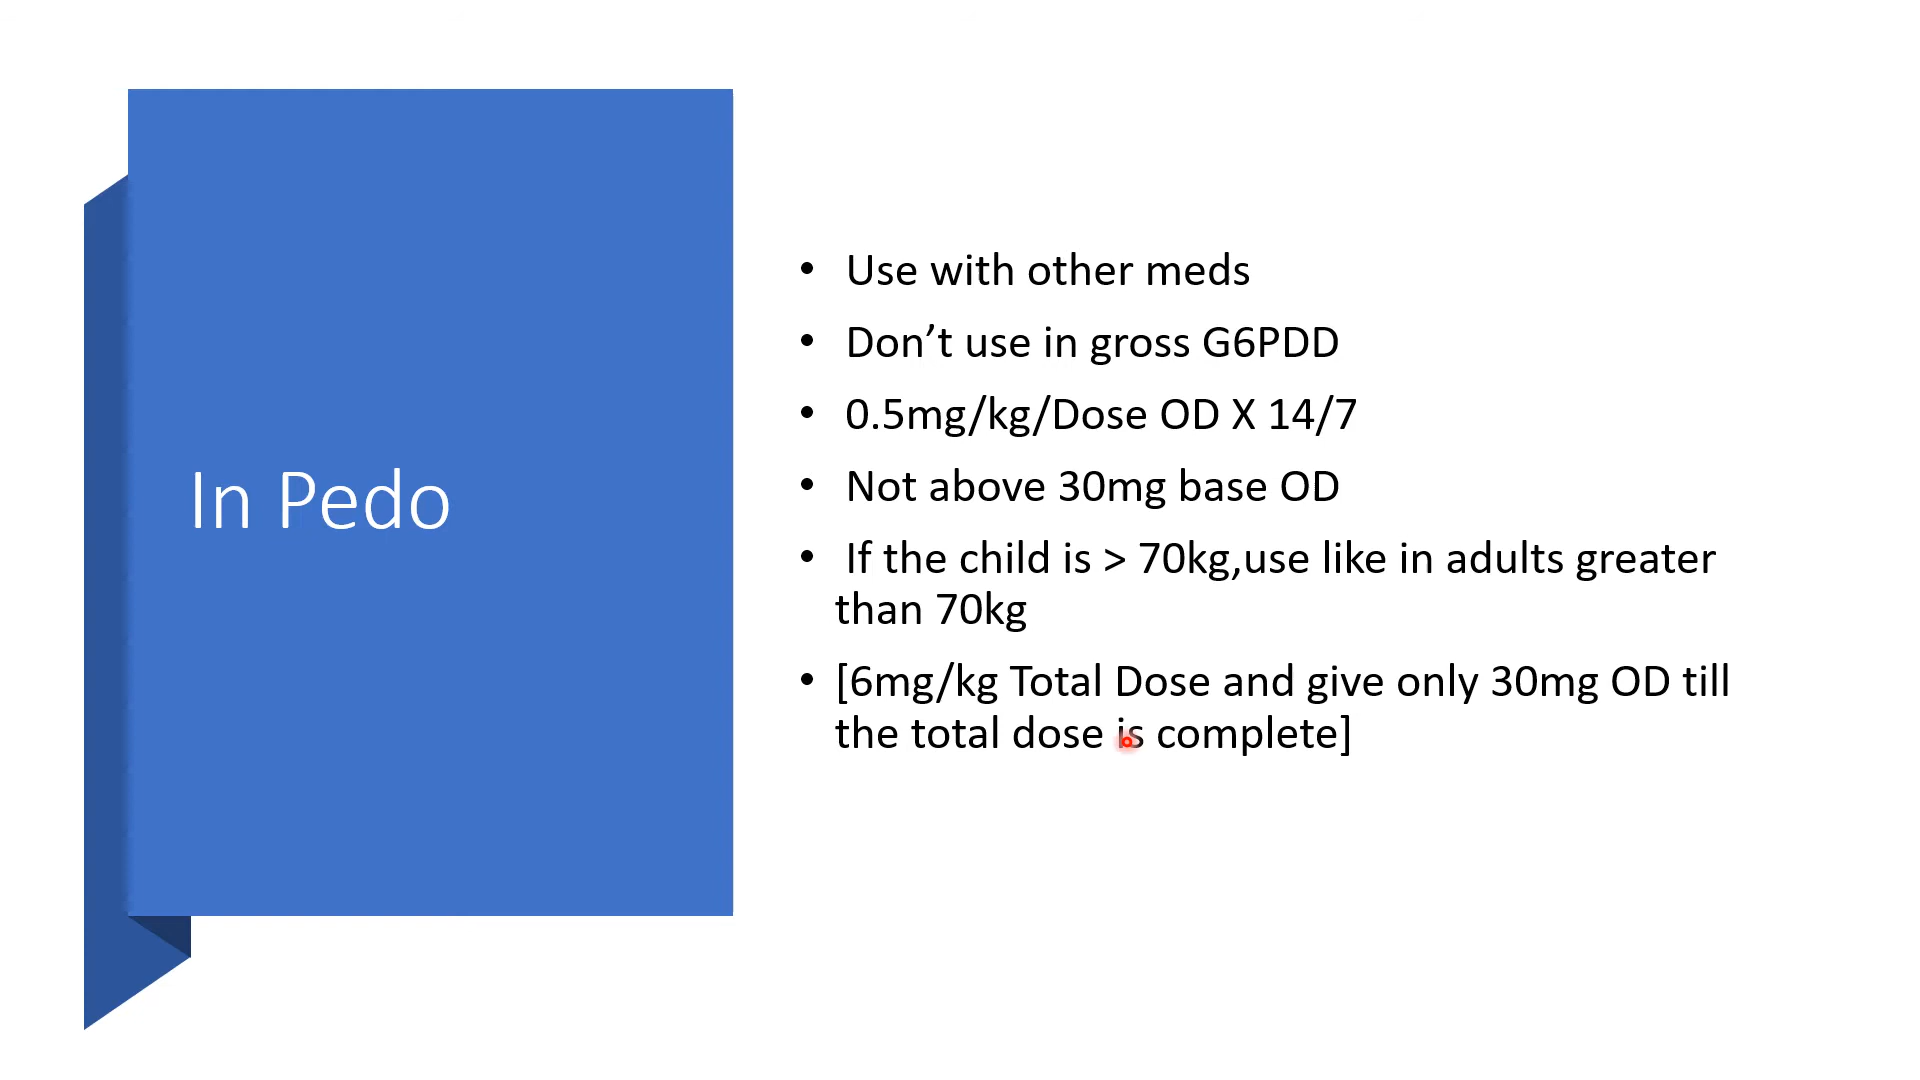 In Pedo
• Use with other meds
• Don’t use in gross G6PDD
• 0.5mg/kg/Dose OD X 14/7
• Not above 30mg base OD
• If the child is > 70kg,use like in adults greater
than 70kg
• [6mg/kg Total Dose and give only 30mg OD till
the total dose is complete]